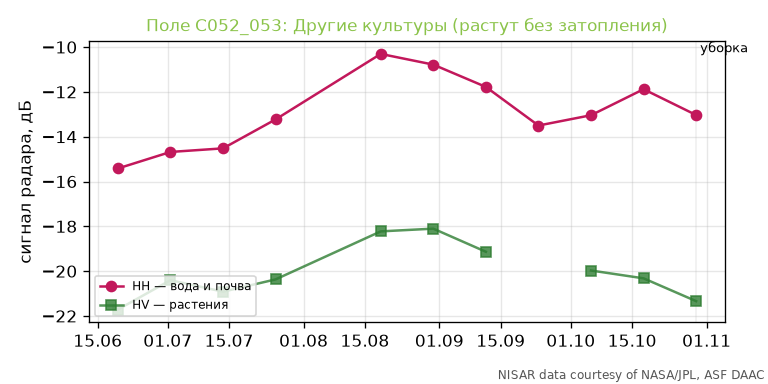 Поле C052_053: Другие культуры (растут без затопления)
уборка
сигнал радара, дБ
−10
−12
−14
−16
−18
−20
−22
HH — вода и почва
HV — растения
15.06 01.07 15.07 01.08 15.08 01.09 15.09 01.10 15.10 01.11
NISAR data courtesy of NASA/JPL, ASF DAAC